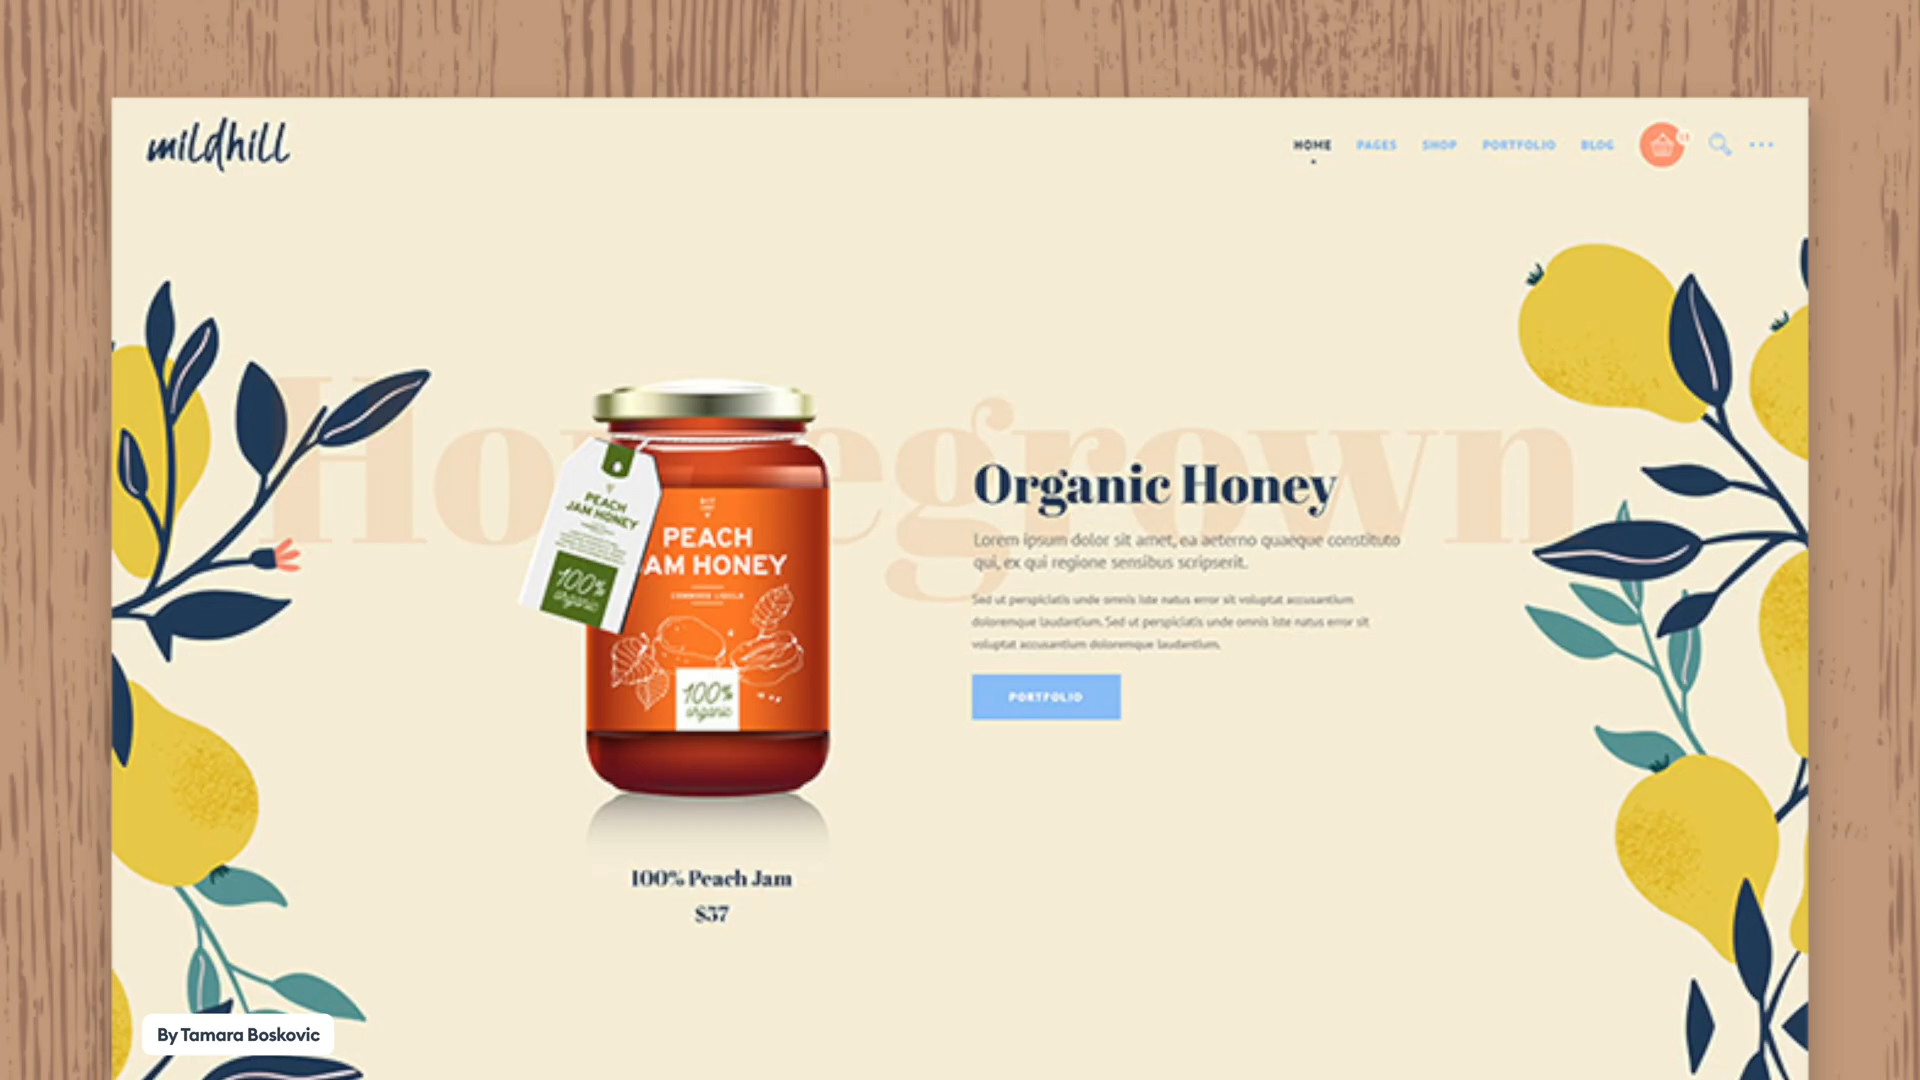 mildhill
HOME PAGES SHOP PORTFOLIO BLOG
Homegrown
Organic Honey
Lorem ipsum dolor sit amet, ea aeterno quaeque constituto
qui, ex qui regione sensibus scripserit.
Sed ut perspiciatis unde omnis iste natus error sit voluptat accusantium
doloremque laudantium. Sed ut perspiciatis unde omnis iste natus error sit
voluptat accusantium doloremque laudantium.
PORTFOLIO
PEACH
JAM HONEY
100%
organic
PEACH
JAM HONEY
100%
organic
100% Peach Jam
$37
By Tamara Boskovic